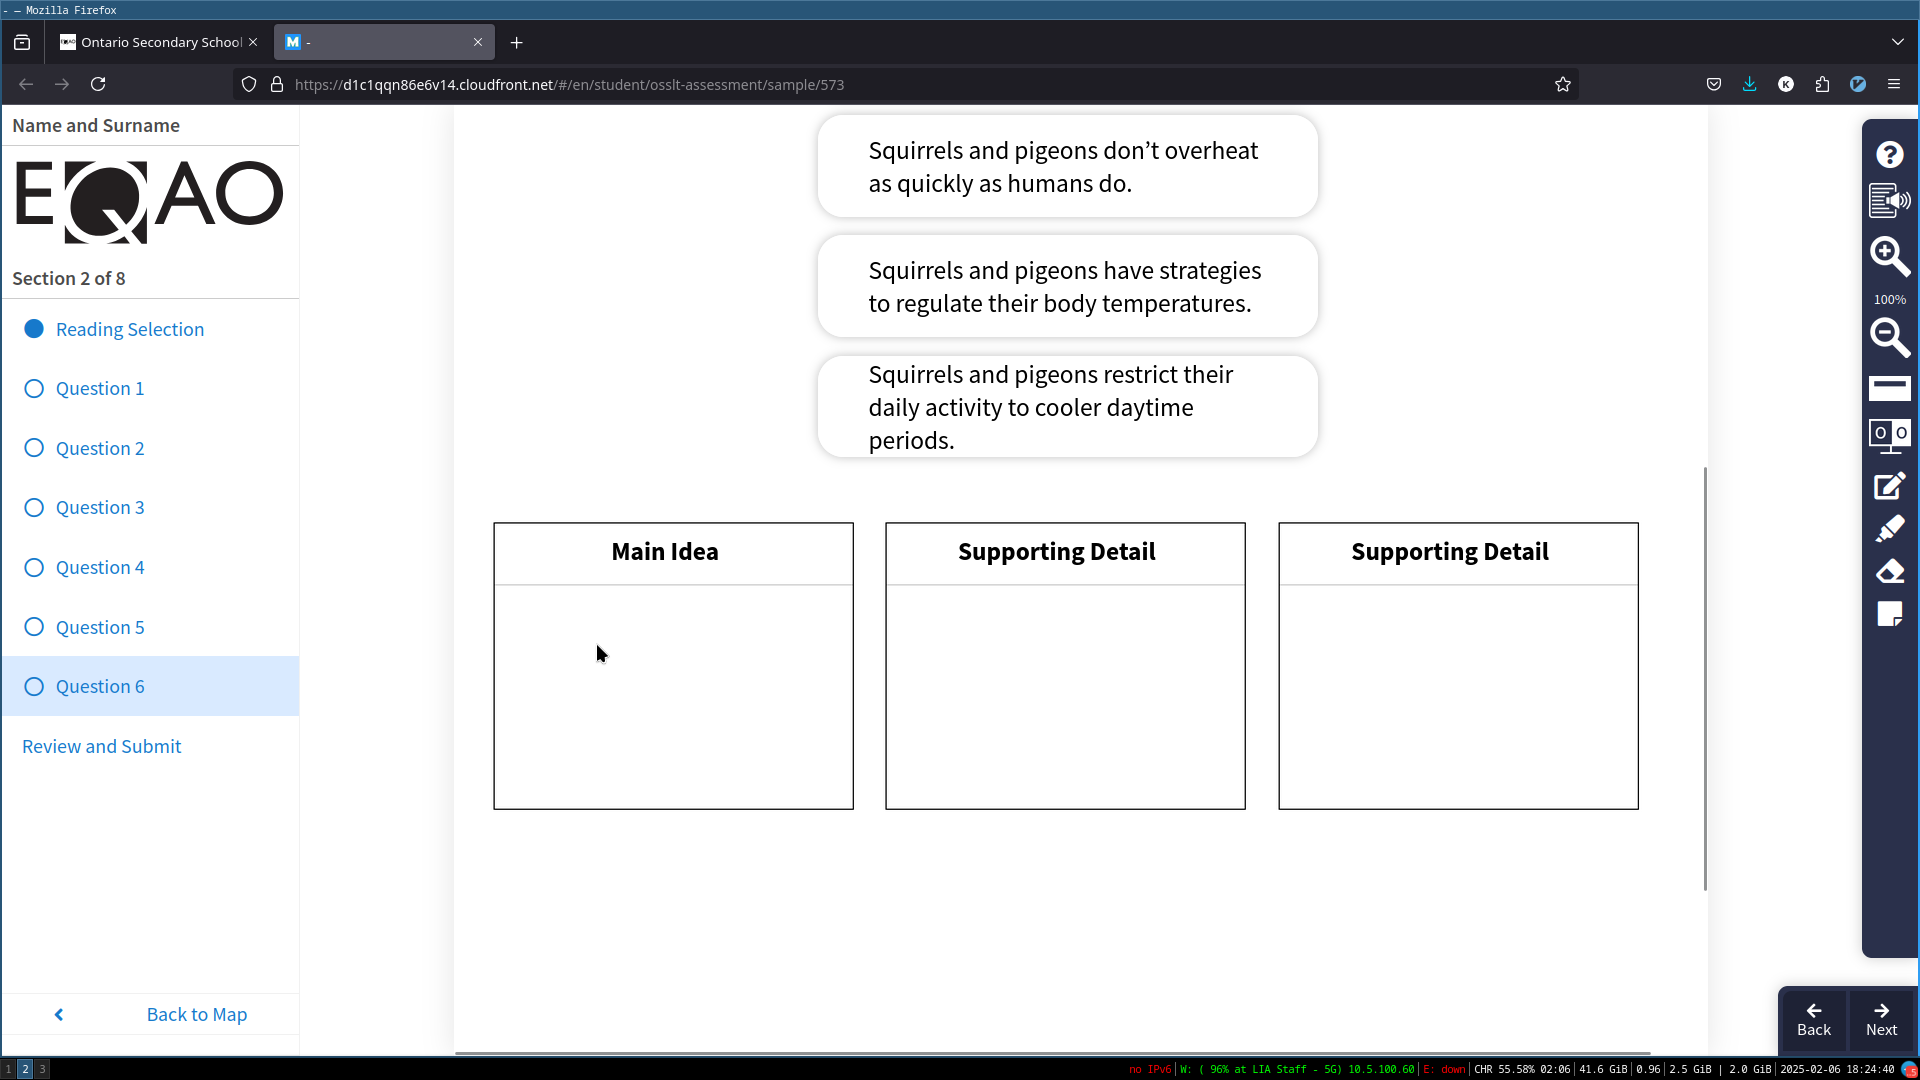 - — Mozilla Firefox
EQAO Ontario Secondary School
M -
https://d1c1qqn86e6v14.cloudfront.net/#/en/student/osslt-assessment/sample/573
K
Name and Surname
EQAO
Section 2 of 8
Reading Selection
Question 1
Question 2
Question 3
Question 4
Question 5
Question 6
Review and Submit
Back to Map
Squirrels and pigeons don’t overheat
as quickly as humans do.
Squirrels and pigeons have strategies
to regulate their body temperatures.
Squirrels and pigeons restrict their
daily activity to cooler daytime
periods.
Main Idea
Supporting Detail
Supporting Detail
?
100%
O O
Back
Next
1 2 3
no IPv6 | W: ( 96% at LIA Staff - 5G) 10.5.100.60 | E: down | CHR 55.58% 02:06 | 41.6 GiB | 0.96 | 2.5 GiB | 2.0 GiB | 2025-02-06 18:24:40